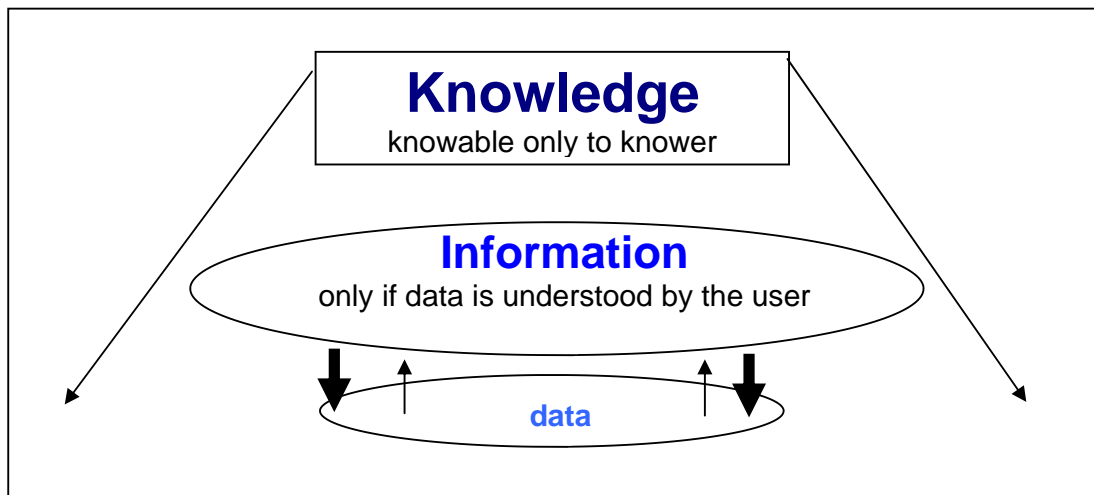 Knowledge
knowable only to knower
Information
only if data is understood by the user
data